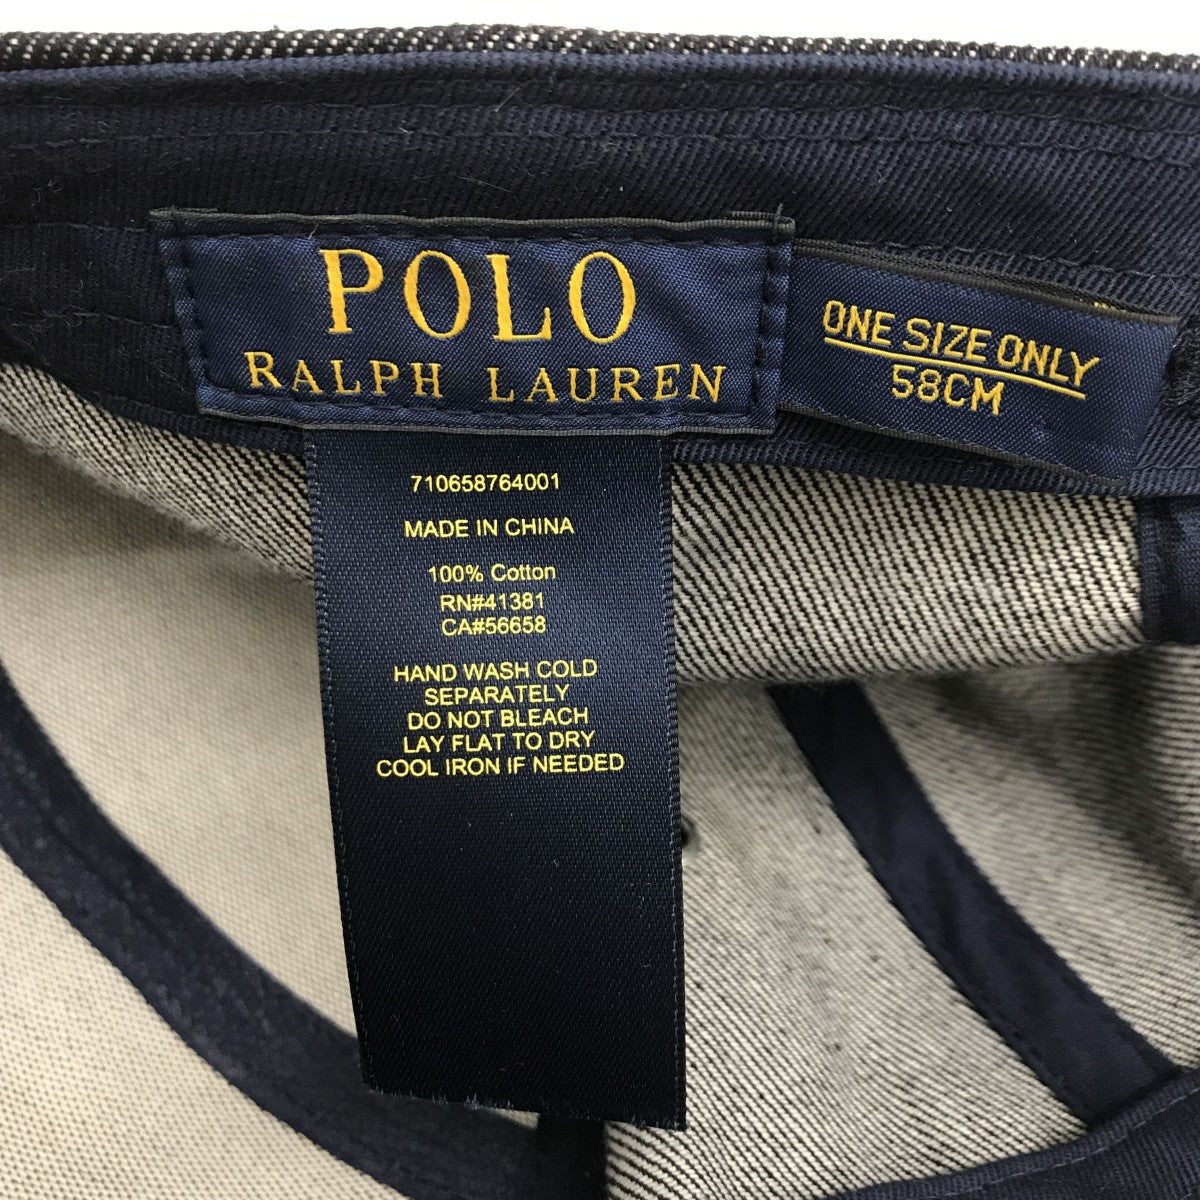 POLO
RALPH LAUREN
ONE SIZE ONLY
58CM
710658764001
MADE IN CHINA
100% Cotton
RN#41381
CA#56658
HAND WASH COLD
SEPARATELY
DO NOT BLEACH
LAY FLAT TO DRY
COOL IRON IF NEEDED